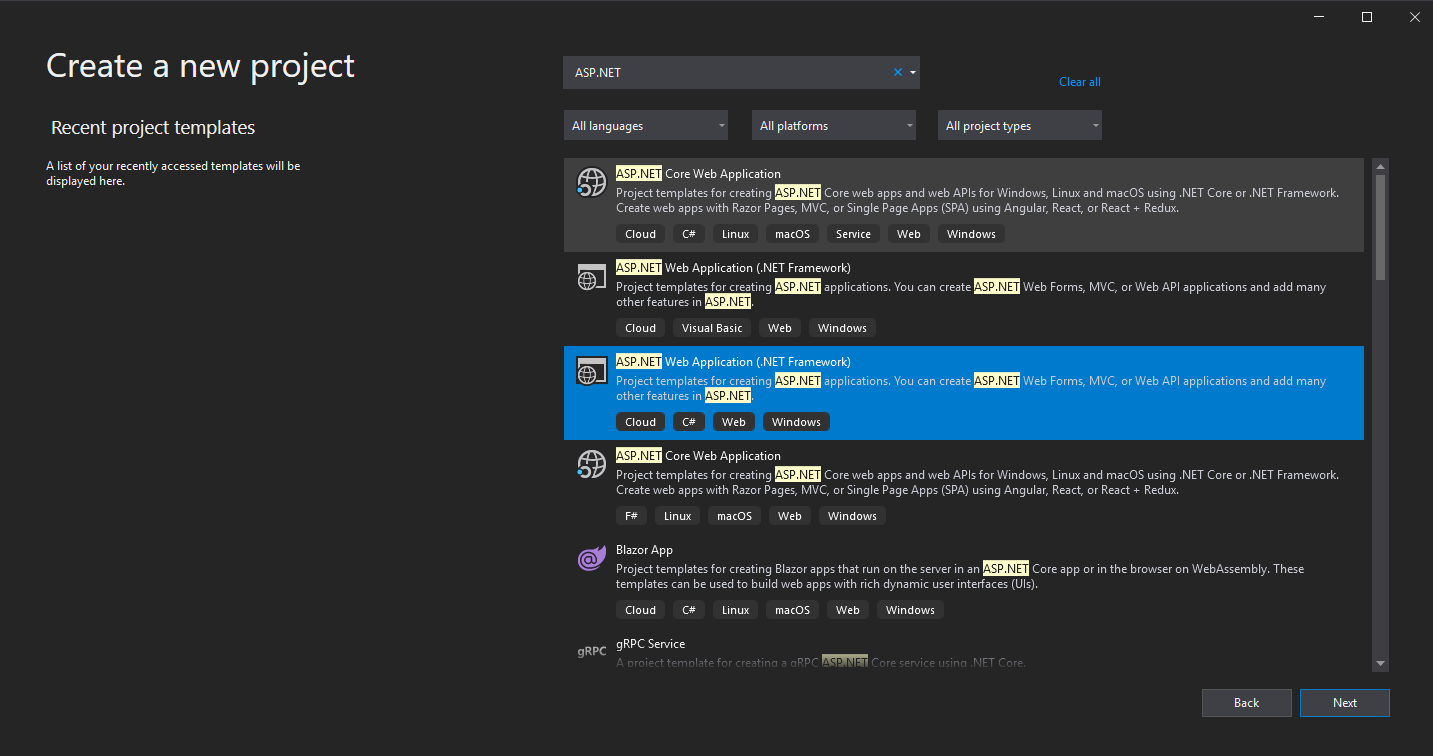 Create a new project
Recent project templates
A list of your recently accessed templates will be
displayed here.
ASP.NET
Clear all
All languages
All platforms
All project types
ASP.NET Core Web Application
Project templates for creating ASP.NET Core web apps and web APIs for Windows, Linux and macOS using .NET Core or .NET Framework.
Create web apps with Razor Pages, MVC, or Single Page Apps (SPA) using Angular, React, or React + Redux.
Cloud C# Linux macOS Service Web Windows
ASP.NET Web Application (.NET Framework)
Project templates for creating ASP.NET applications. You can create ASP.NET Web Forms, MVC, or Web API applications and add many
other features in ASP.NET.
Cloud Visual Basic Web Windows
ASP.NET Web Application (.NET Framework)
Project templates for creating ASP.NET applications. You can create ASP.NET Web Forms, MVC, or Web API applications and add many
other features in ASP.NET.
Cloud C# Web Windows
ASP.NET Core Web Application
Project templates for creating ASP.NET Core web apps and web APIs for Windows, Linux and macOS using .NET Core or .NET Framework.
Create web apps with Razor Pages, MVC, or Single Page Apps (SPA) using Angular, React, or React + Redux.
F# Linux macOS Web Windows
Blazor App
Project templates for creating Blazor apps that run on the server in an ASP.NET Core app or in the browser on WebAssembly. These
templates can be used to build web apps with rich dynamic user interfaces (UIs).
Cloud C# Linux macOS Web Windows
gRPC
gRPC Service
A project template for creating a gRPC ASP.NET Core service using .NET Core.
Back
Next